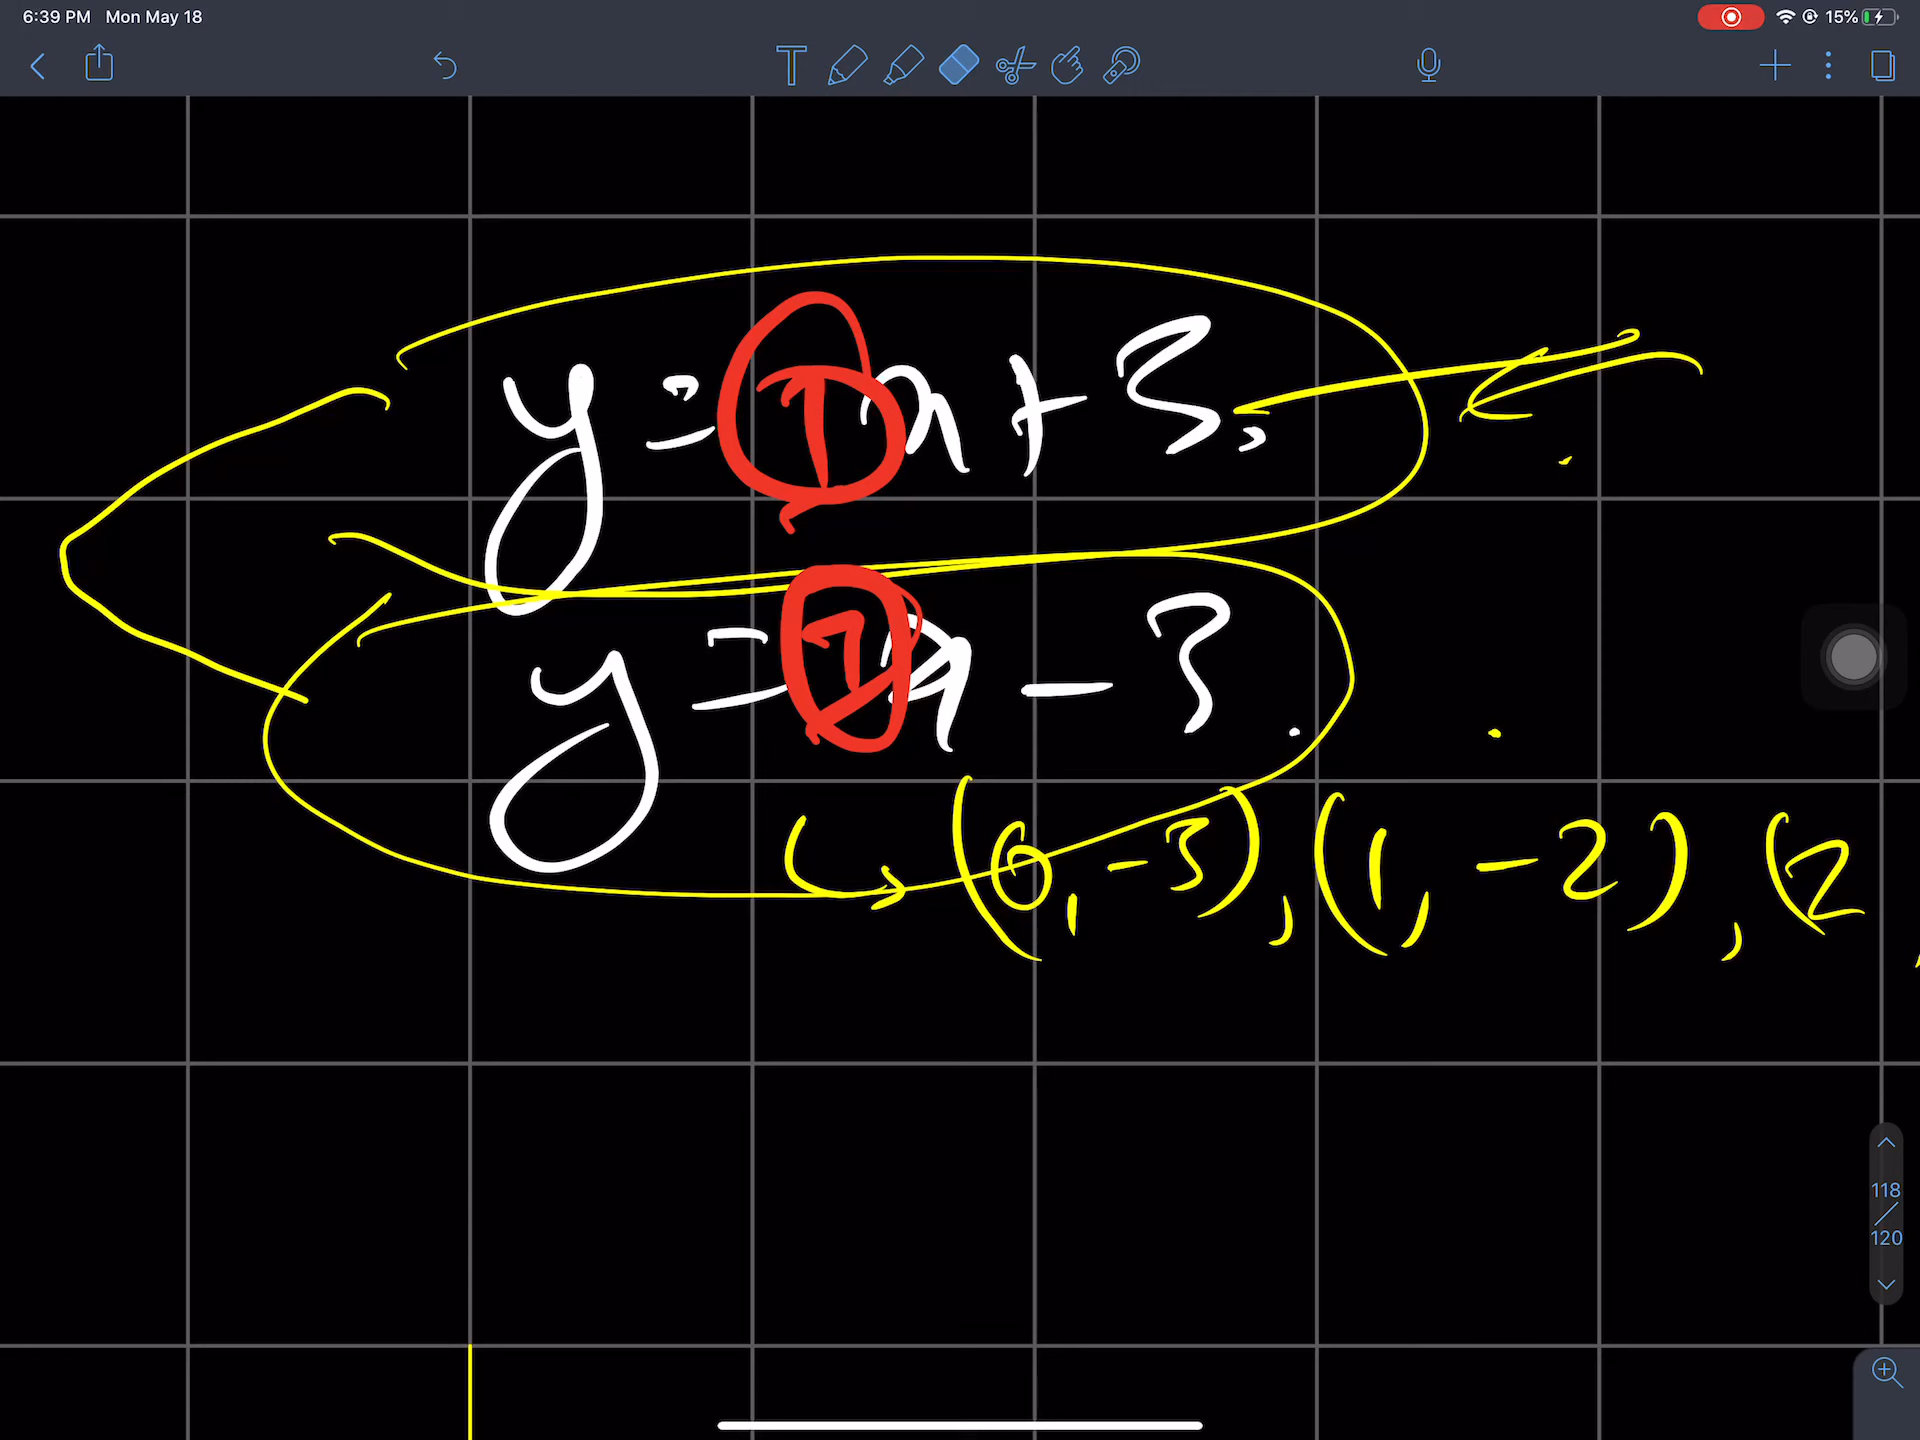 6:39 PM Mon May 18
15%
T
y = 1x + 3,
y = 1x - 3.
(0, -3), (1, -2), (2
118
120